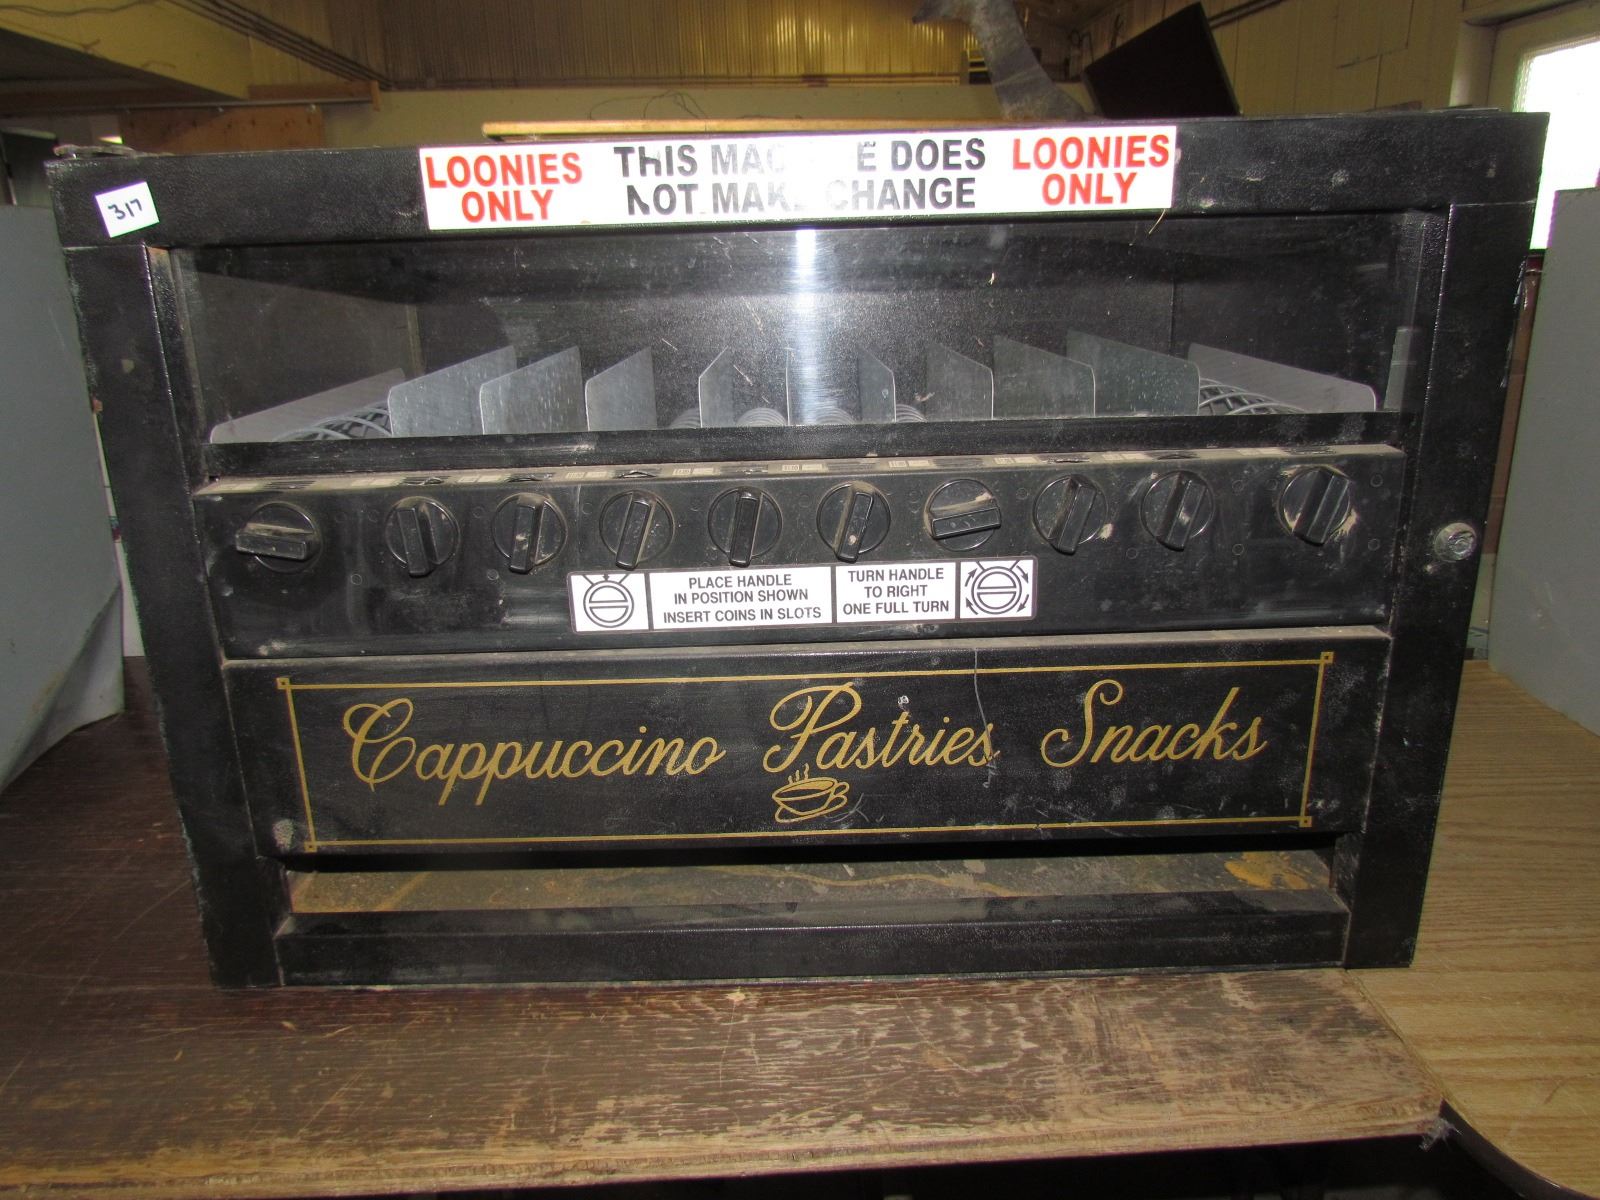 317
LOONIES
ONLY
THIS DOES
NOT CHANGE
LOONIES
ONLY
PLACE HANDLE
IN POSITION SHOWN
INSERT COINS IN SLOTS
TURN HANDLE
TO RIGHT
ONE FULL TURN
Cappuccino Pastries Snacks